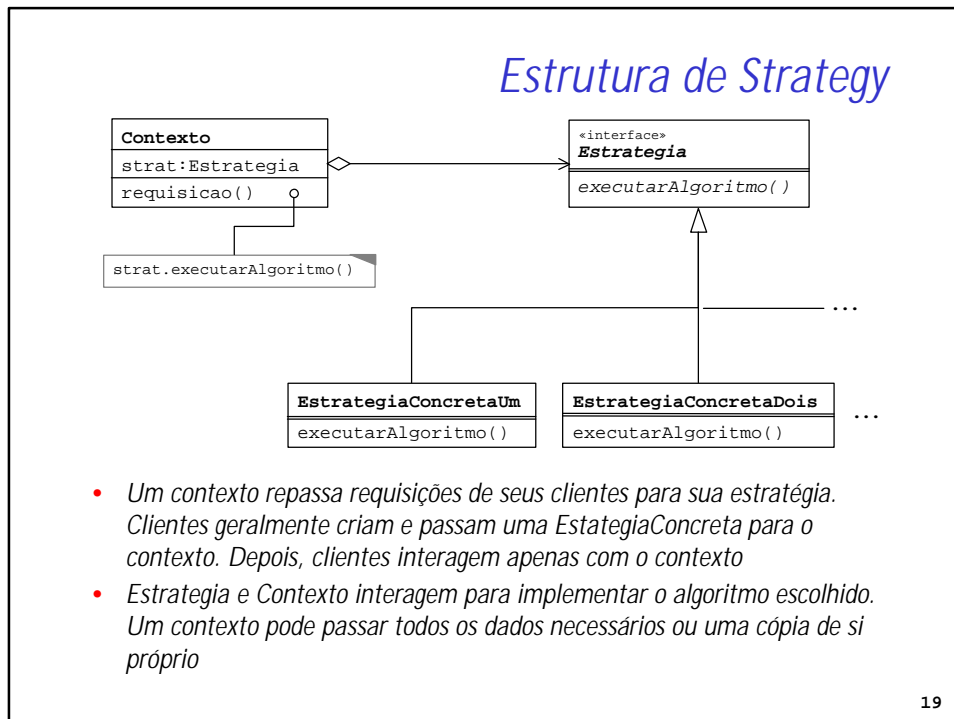 Estrutura de Strategy
Contexto
strat:Estrategia
requisicao()
strat.executarAlgoritmo()
«interface»
Estrategia
executarAlgoritmo()
...
EstrategiaConcretaUm
executarAlgoritmo()
EstrategiaConcretaDois
executarAlgoritmo()
...
• Um contexto repassa requisições de seus clientes para sua estratégia.
Clientes geralmente criam e passam uma EstategiaConcreta para o
contexto. Depois, clientes interagem apenas com o contexto
• Estrategia e Contexto interagem para implementar o algoritmo escolhido.
Um contexto pode passar todos os dados necessários ou uma cópia de si
próprio
19